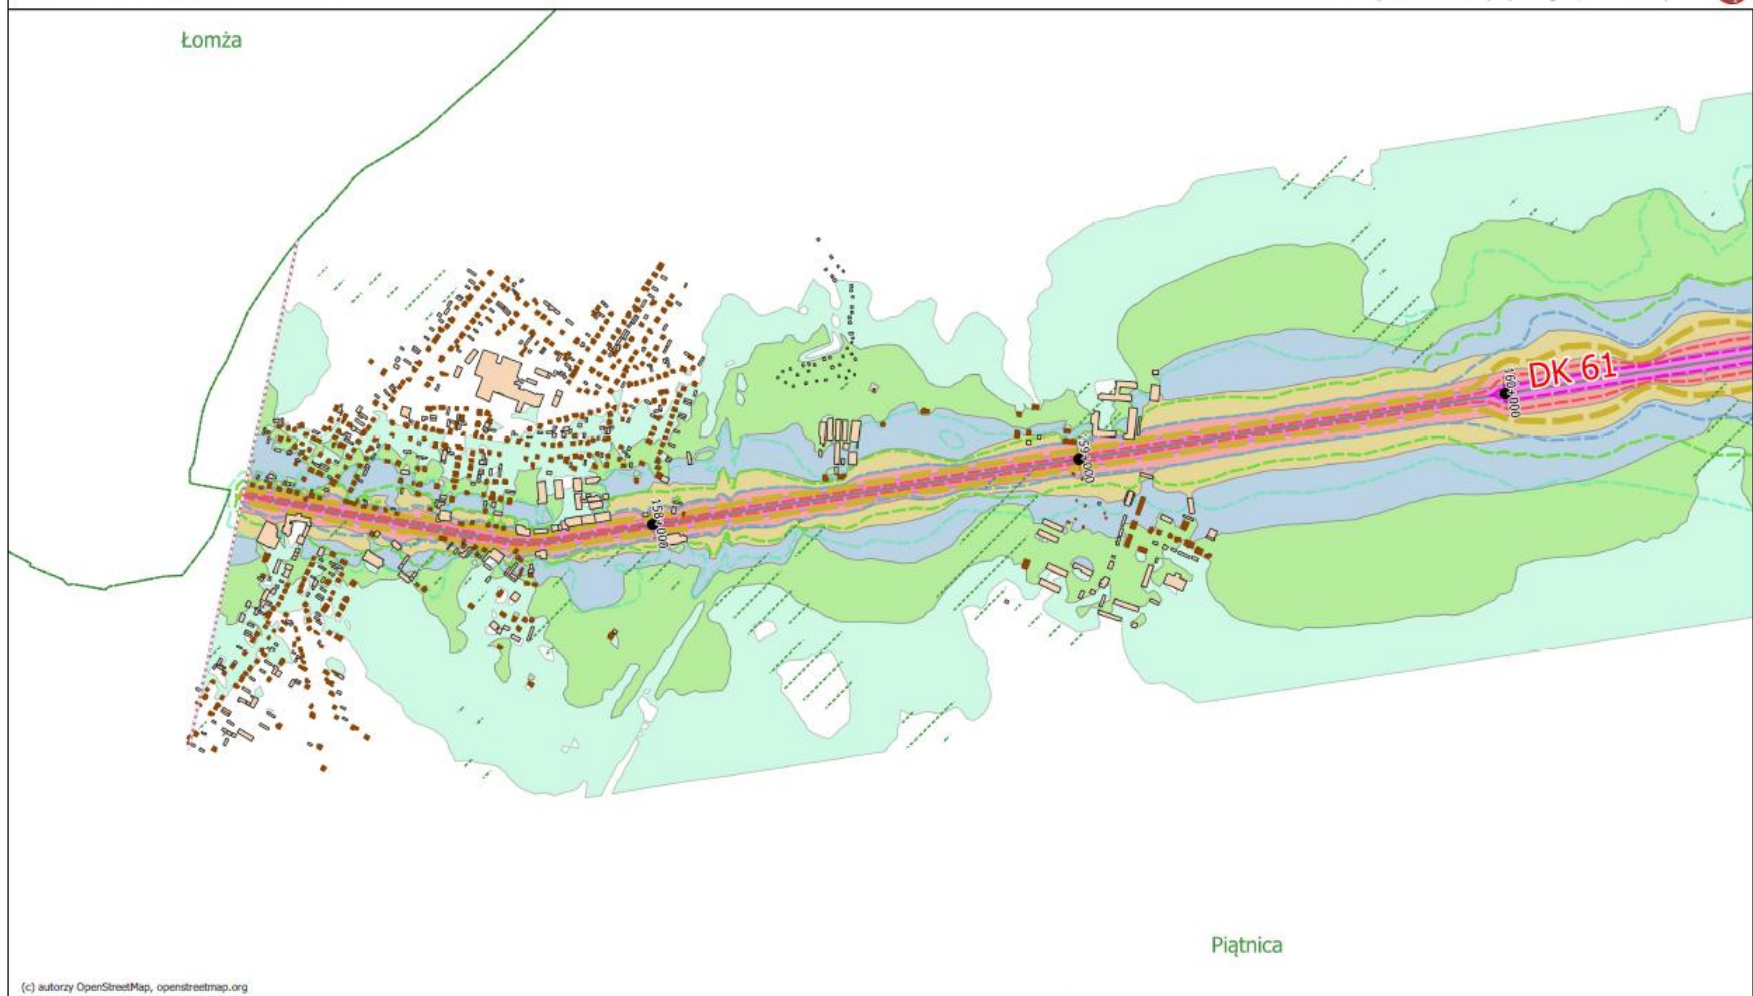 Łomża
DK 61
160+000
159+000
158+000
Piątnica
(c) autorzy OpenStreetMap, openstreetmap.org